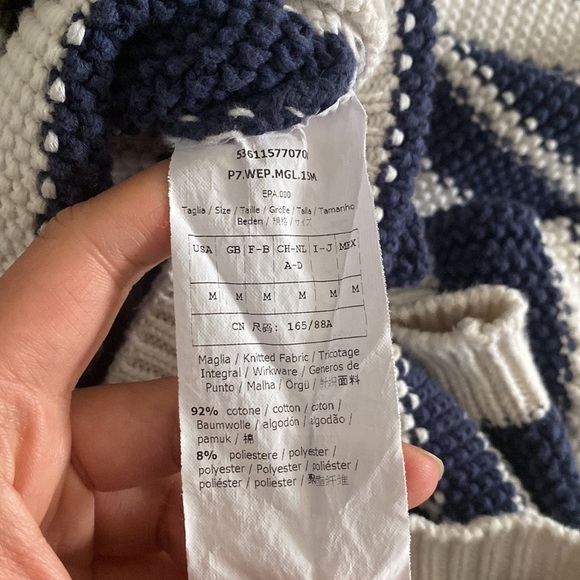 53611577070
P7.WEP.MGL.15M
EPA.000
Taglia / Size / Taille / Größe / Talla / Tamanho
Beden / 規格 / サイズ
USA GB F-B CH-NL I-J MEX
A-D
M M M M M M
CN 尺码: 165/88A
Maglia / Knitted Fabric / Tricotage
Integral / Wirkware / Generos de
Punto / Malha / Örgü / 针织面料
92% cotone / cotton / coton /
Baumwolle / algodón / algodão /
pamuk / 棉
8% poliestere / polyester /
polyester / Polyester / poliéster /
poliéster / polyester / 聚酯纤维